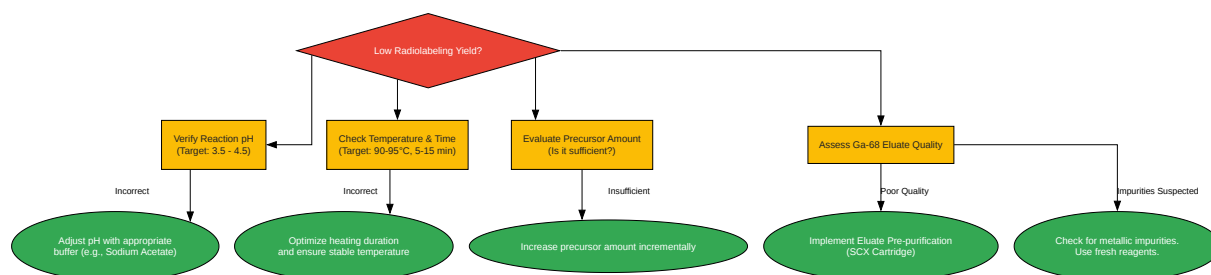 Low Radiolabeling Yield?
Verify Reaction pH
(Target: 3.5 - 4.5)
Check Temperature & Time
(Target: 90-95°C, 5-15 min)
Evaluate Precursor Amount
(Is it sufficient?)
Assess Ga-68 Eluate Quality
Incorrect
Incorrect
Insufficient
Poor Quality
Impurities Suspected
Adjust pH with appropriate
buffer (e.g., Sodium Acetate)
Optimize heating duration
and ensure stable temperature
Increase precursor amount incrementally
Implement Eluate Pre-purification
(SCX Cartridge)
Check for metallic impurities.
Use fresh reagents.